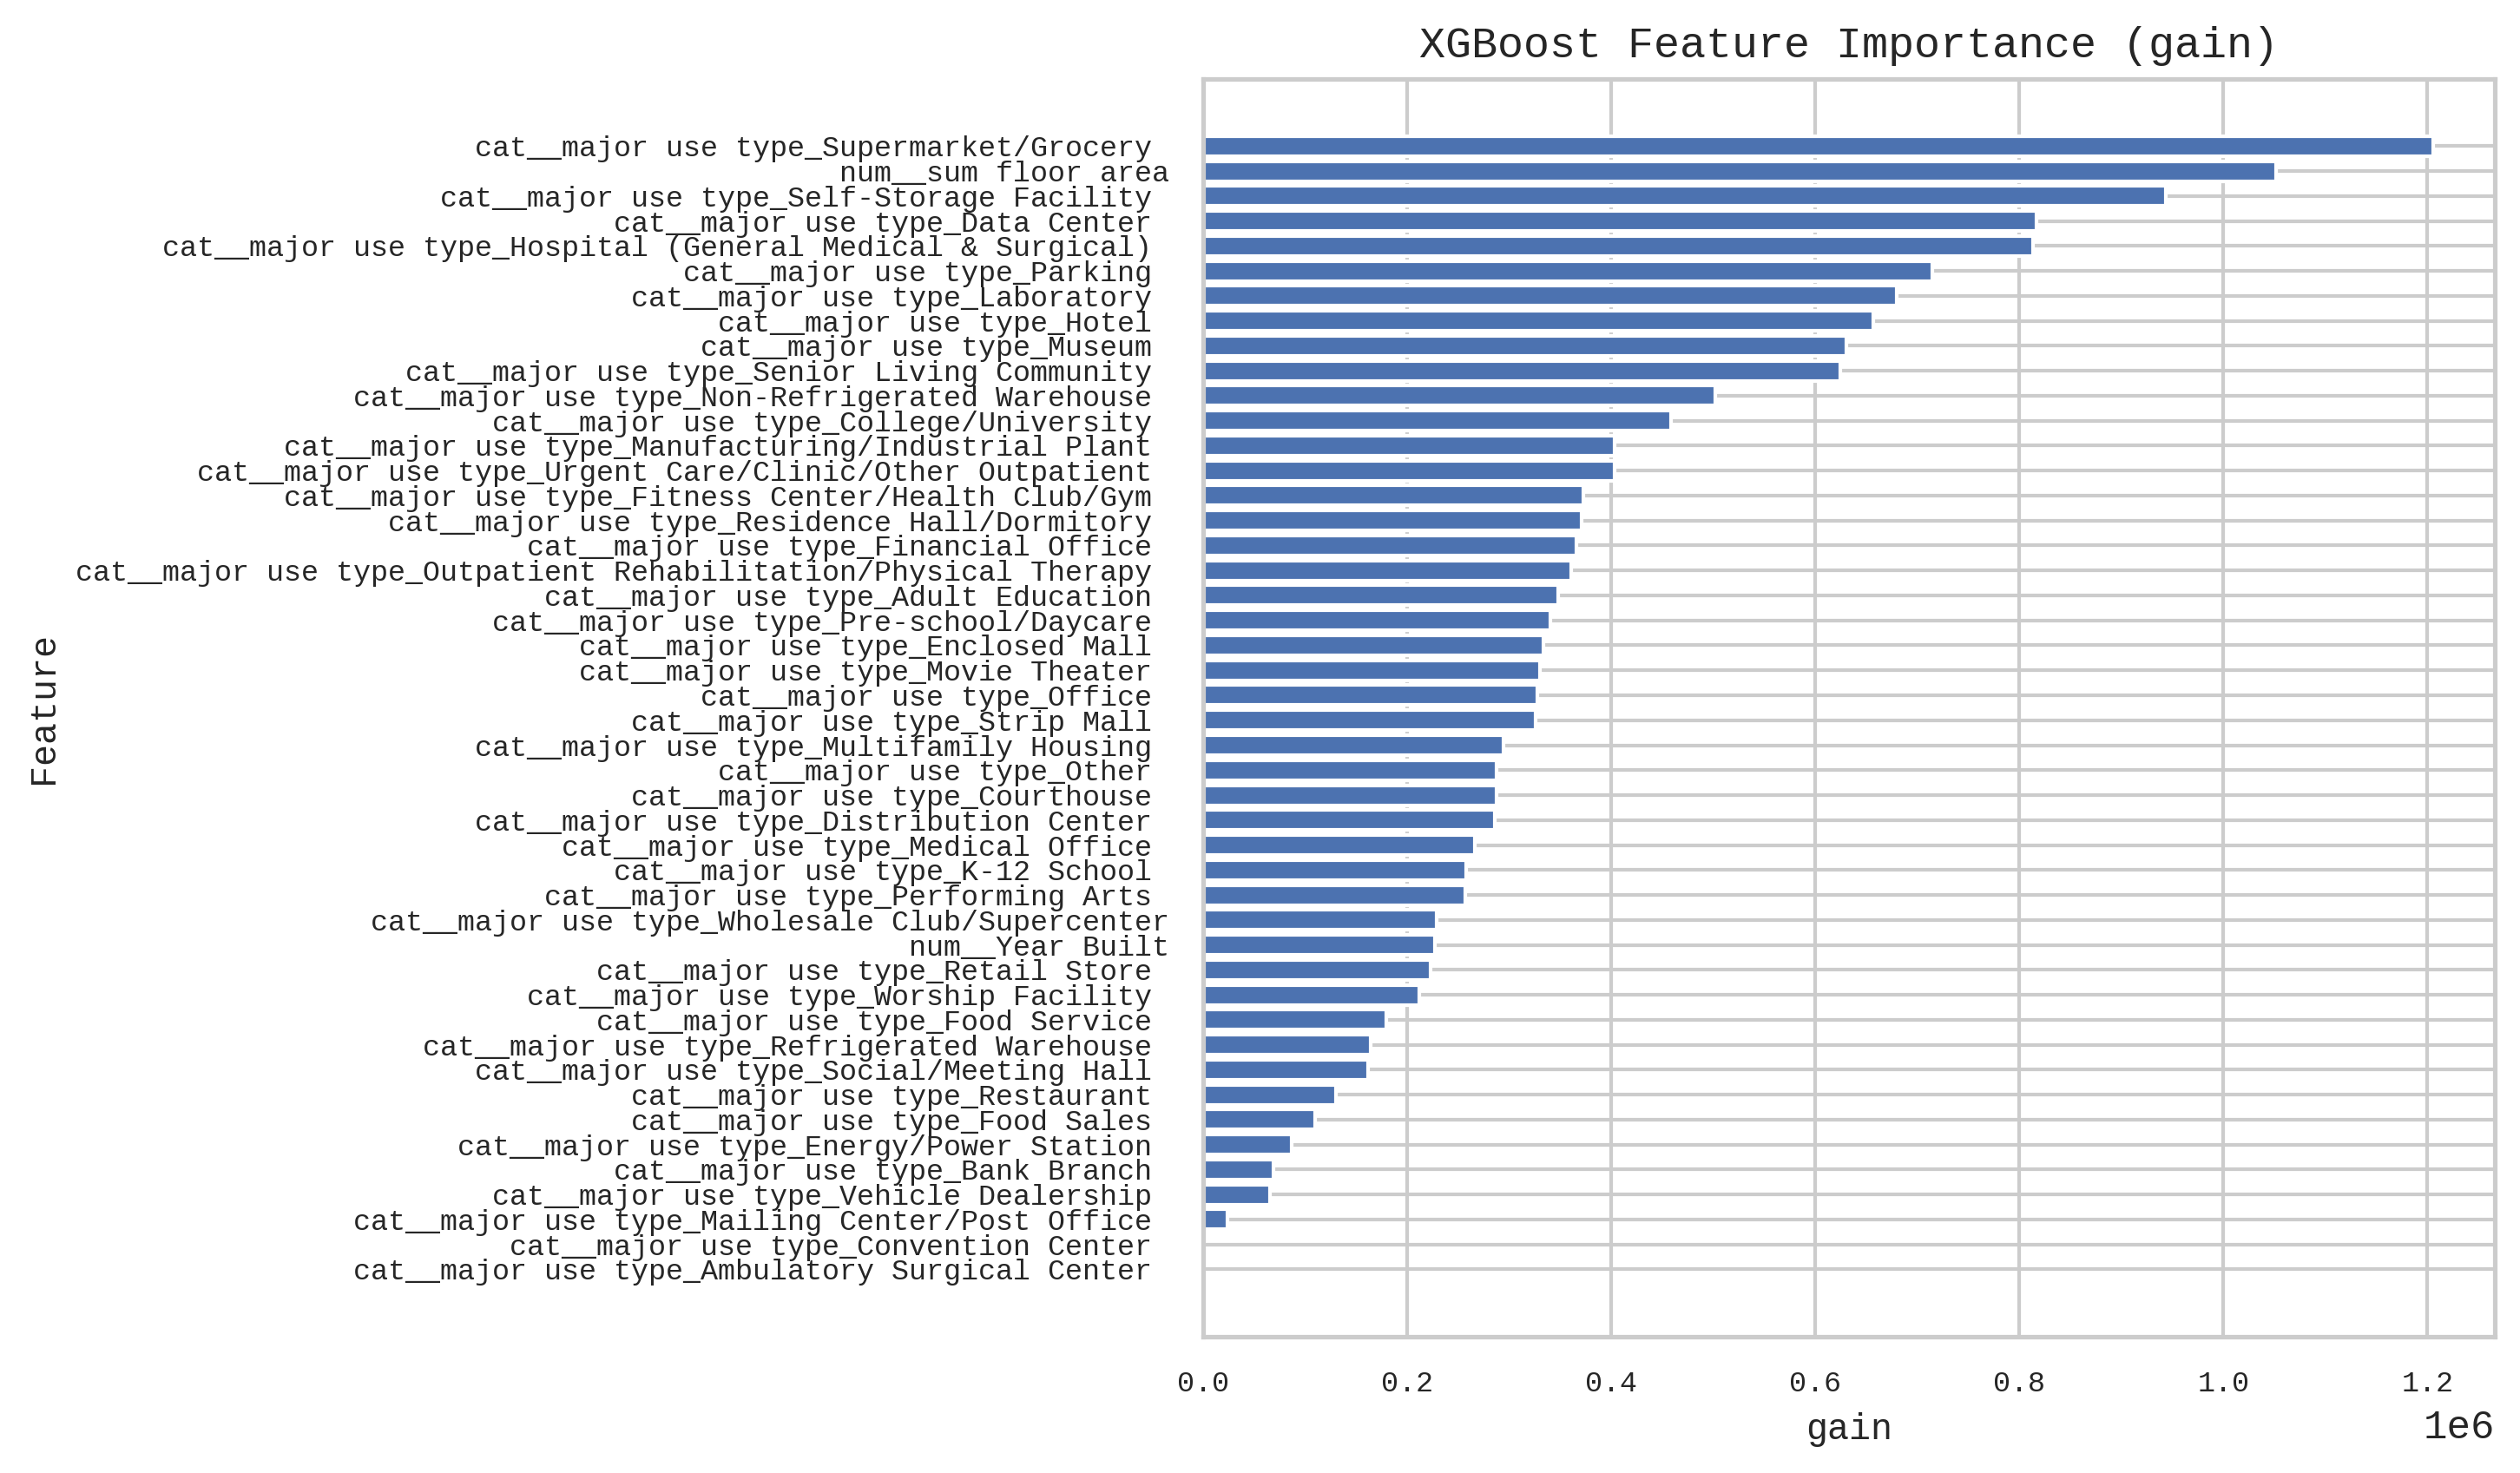 XGBoost Feature Importance (gain)
cat__major use type_Supermarket/Grocery
num__sum floor area
cat__major use type_Self-Storage Facility
cat__major use type_Data Center
cat__major use type_Hospital (General Medical & Surgical)
cat__major use type_Parking
cat__major use type_Laboratory
cat__major use type_Hotel
cat__major use type_Museum
cat__major use type_Senior Living Community
cat__major use type_Non-Refrigerated Warehouse
cat__major use type_College/University
cat__major use type_Manufacturing/Industrial Plant
cat__major use type_Urgent Care/Clinic/Other Outpatient
cat__major use type_Fitness Center/Health Club/Gym
cat__major use type_Residence Hall/Dormitory
cat__major use type_Financial Office
cat__major use type_Outpatient Rehabilitation/Physical Therapy
cat__major use type_Adult Education
cat__major use type_Pre-school/Daycare
cat__major use type_Enclosed Mall
cat__major use type_Movie Theater
cat__major use type_Office
cat__major use type_Strip Mall
cat__major use type_Multifamily Housing
cat__major use type_Other
cat__major use type_Courthouse
cat__major use type_Distribution Center
cat__major use type_Medical Office
cat__major use type_K-12 School
cat__major use type_Performing Arts
cat__major use type_Wholesale Club/Supercenter
num__Year Built
cat__major use type_Retail Store
cat__major use type_Worship Facility
cat__major use type_Food Service
cat__major use type_Refrigerated Warehouse
cat__major use type_Social/Meeting Hall
cat__major use type_Restaurant
cat__major use type_Food Sales
cat__major use type_Energy/Power Station
cat__major use type_Bank Branch
cat__major use type_Vehicle Dealership
cat__major use type_Mailing Center/Post Office
cat__major use type_Convention Center
cat__major use type_Ambulatory Surgical Center
Feature
0.0 0.2 0.4 0.6 0.8 1.0 1.2
gain
1e6